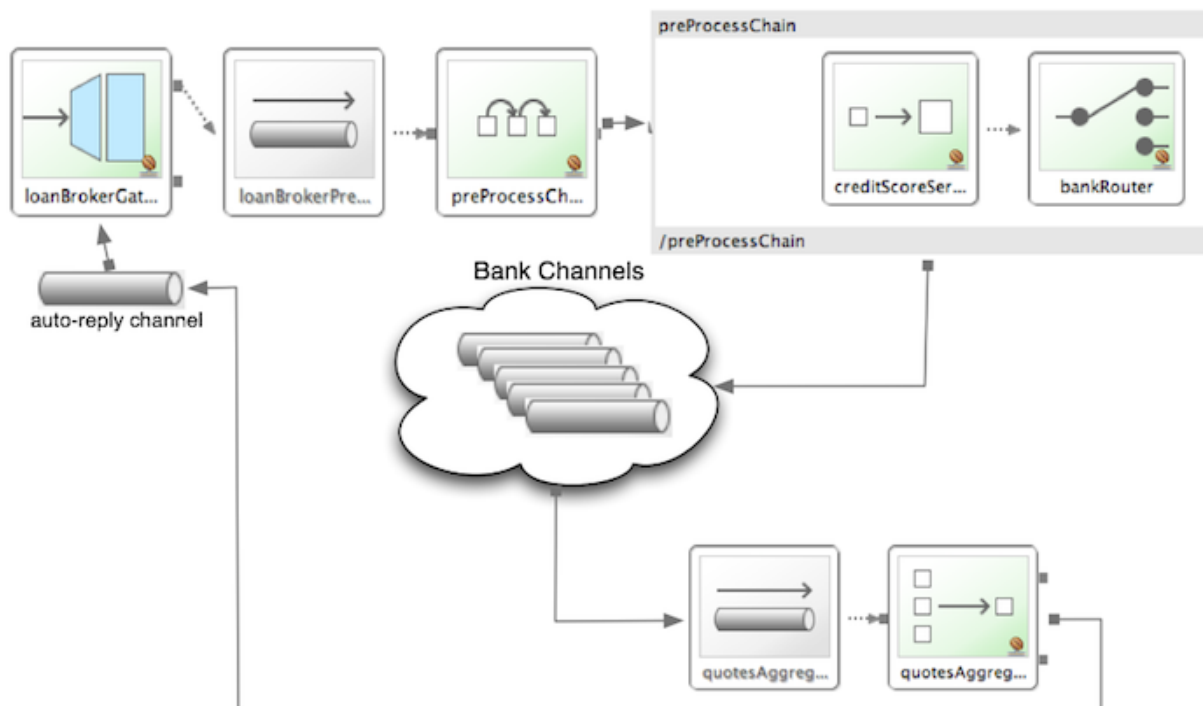 preProcessChain
loanBrokerGat...
loanBrokerPre...
preProcessCh...
creditScoreSer...
bankRouter
/preProcessChain
Bank Channels
auto-reply channel
quotesAggreg...
quotesAggreg...